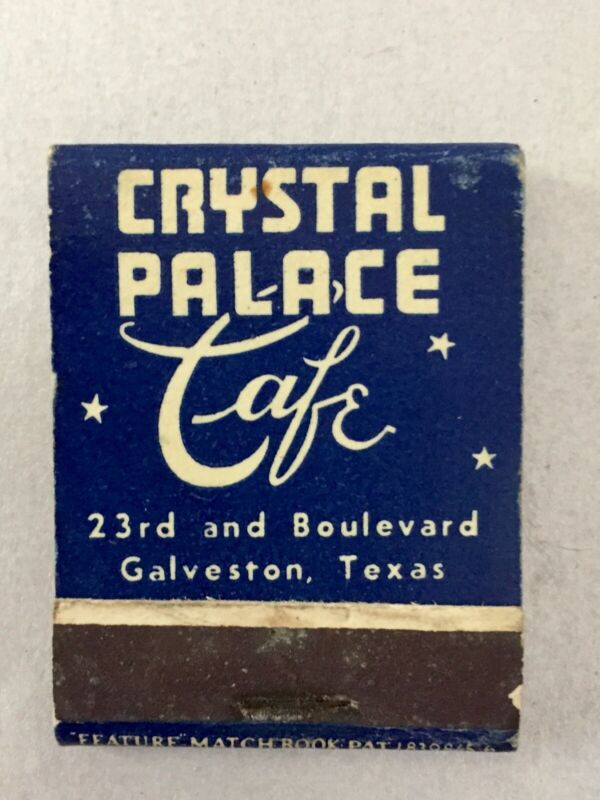 CRYSTAL
PALACE
Cafe
23rd and Boulevard
Galveston, Texas
"FEATURE" MATCH BOOK PAT.